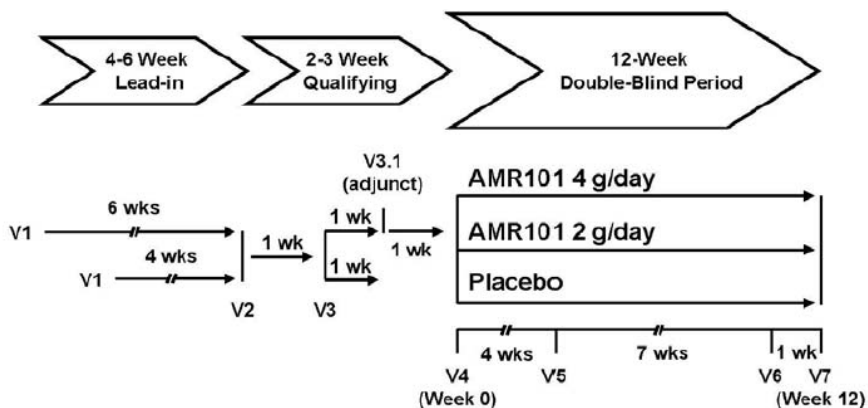 4-6 Week
Lead-in
2-3 Week
Qualifying
12-Week
Double-Blind Period
V3.1
(adjunct)
6 wks
V1
4 wks
V1
V2
1 wk
1 wk
1 wk
V3
1 wk
AMR101 4 g/day
AMR101 2 g/day
Placebo
4 wks
7 wks
1 wk
V4
(Week 0)
V5
V6
V7
(Week 12)